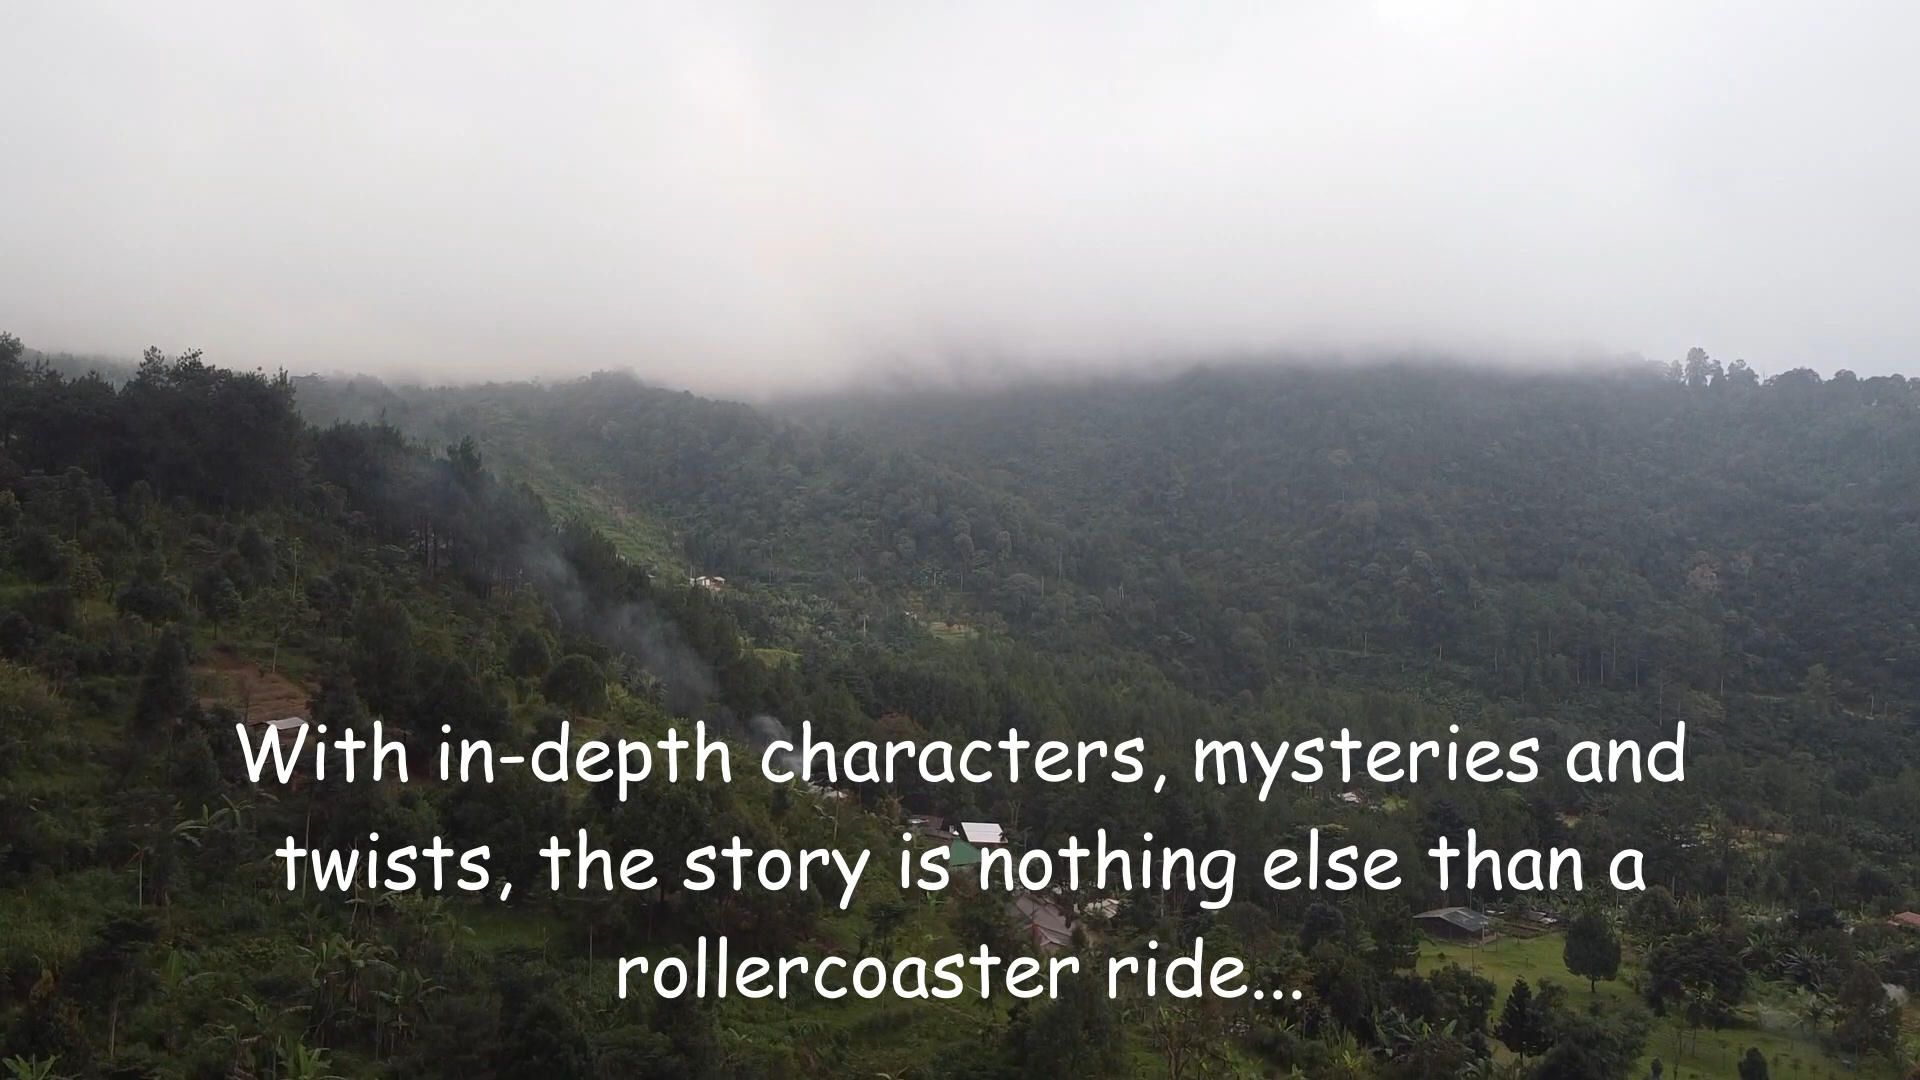 With in-depth characters, mysteries and
twists, the story is nothing else than a
rollercoaster ride...